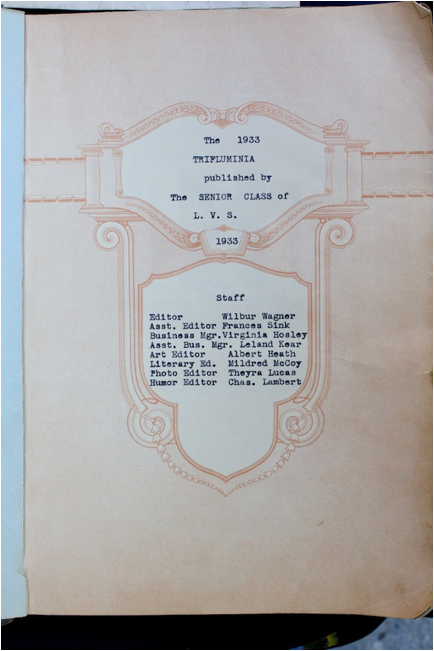 The 1933
TRIFLUMINIA
published by
The SENIOR CLASS of
L. V. S.
1933
Staff
Editor Wilbur Wagner
Asst. Editor Frances Sink
Business Mgr. Virginia Hosley
Asst. Bus. Mgr. Leland Kear
Art Editor Albert Heath
Literary Ed. Mildred McCoy
Photo Editor Theyra Lucas
Humor Editor Chas. Lambert